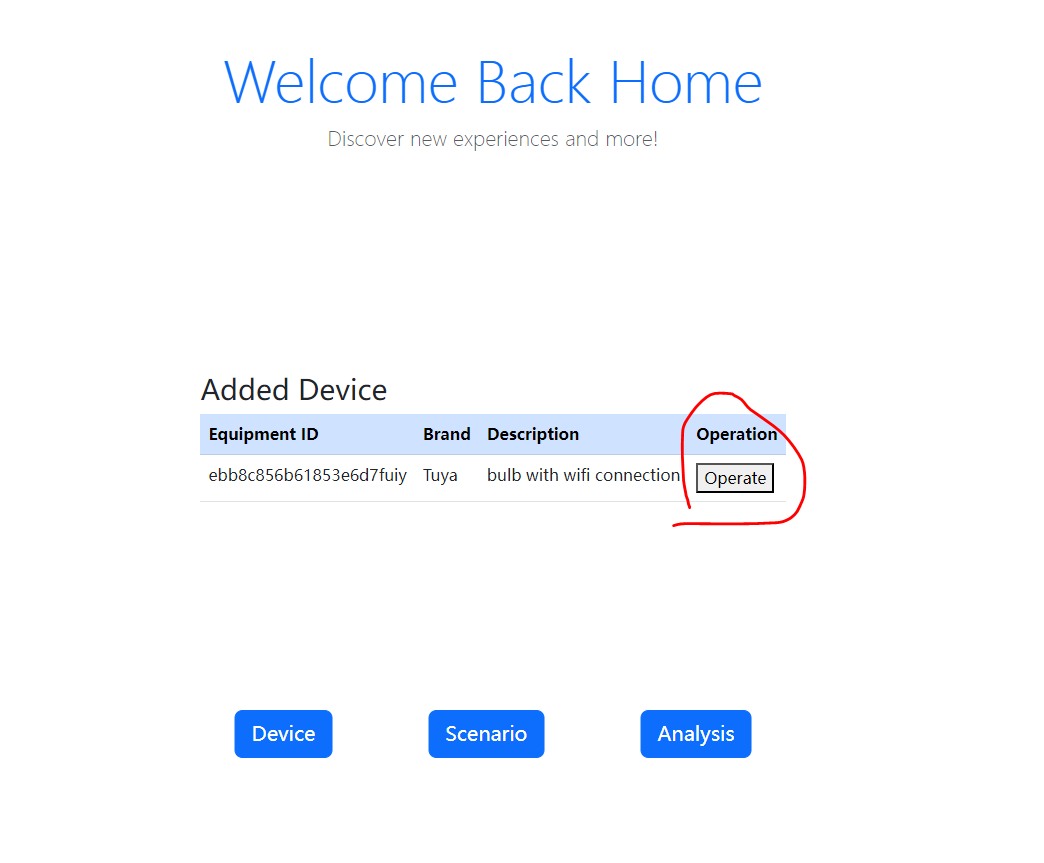 Welcome Back Home
Discover new experiences and more!
Added Device
Equipment ID Brand Description Operation
ebb8c856b61853e6d7fuiy Tuya bulb with wifi connection Operate
Device Scenario Analysis